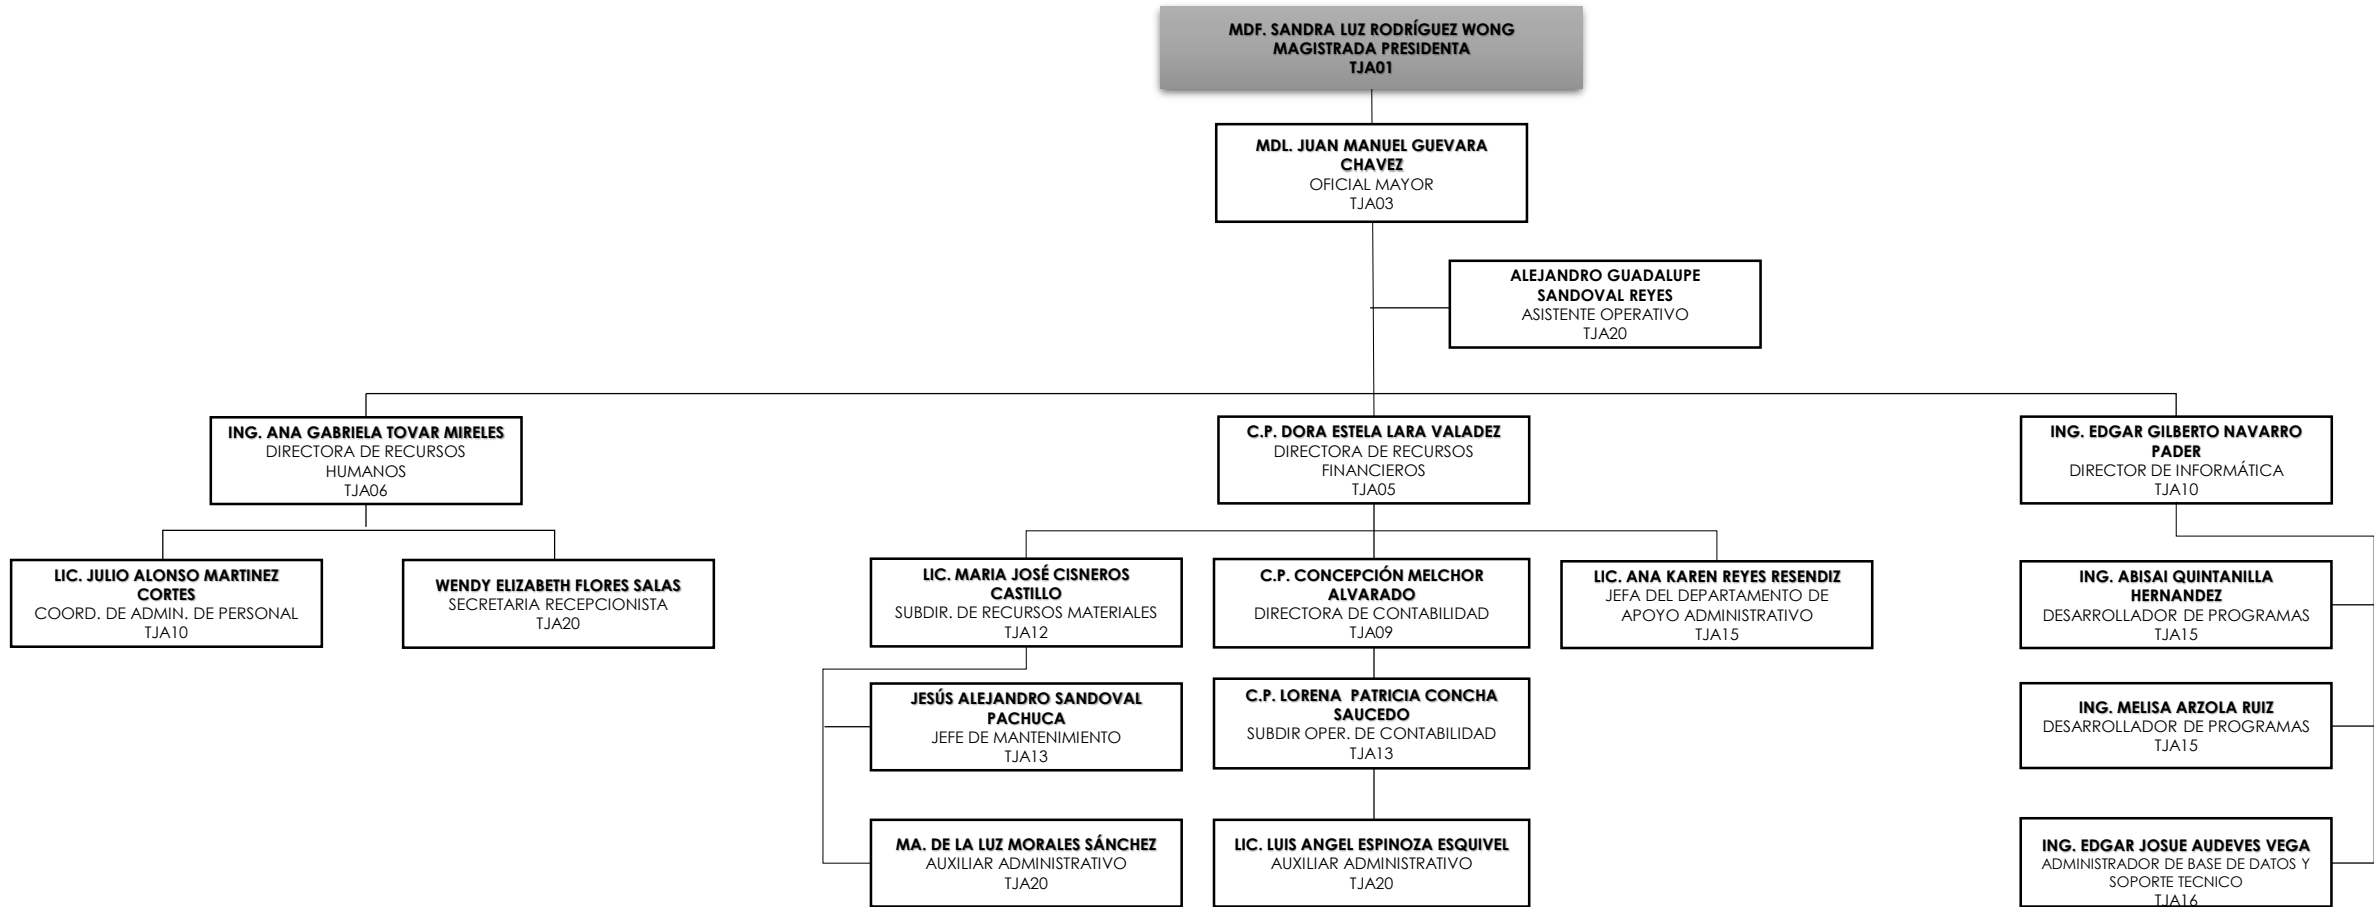 MDF. SANDRA LUZ RODRÍGUEZ WONG
MAGISTRADA PRESIDENTA
TJA01
MDL. JUAN MANUEL GUEVARA
CHAVEZ
OFICIAL MAYOR
TJA03
ALEJANDRO GUADALUPE
SANDOVAL REYES
ASISTENTE OPERATIVO
TJA20
ING. ANA GABRIELA TOVAR MIRELES
DIRECTORA DE RECURSOS
HUMANOS
TJA06
C.P. DORA ESTELA LARA VALADEZ
DIRECTORA DE RECURSOS
FINANCIEROS
TJA05
ING. EDGAR GILBERTO NAVARRO
PADER
DIRECTOR DE INFORMÁTICA
TJA10
LIC. JULIO ALONSO MARTINEZ
CORTES
COORD. DE ADMIN. DE PERSONAL
TJA10
WENDY ELIZABETH FLORES SALAS
SECRETARIA RECEPCIONISTA
TJA20
LIC. MARIA JOSÉ CISNEROS
CASTILLO
SUBDIR. DE RECURSOS MATERIALES
TJA12
C.P. CONCEPCIÓN MELCHOR
ALVARADO
DIRECTORA DE CONTABILIDAD
TJA09
LIC. ANA KAREN REYES RESENDIZ
JEFA DEL DEPARTAMENTO DE
APOYO ADMINISTRATIVO
TJA15
ING. ABISAI QUINTANILLA
HERNANDEZ
DESARROLLADOR DE PROGRAMAS
TJA15
JESÚS ALEJANDRO SANDOVAL
PACHUCA
JEFE DE MANTENIMIENTO
TJA13
C.P. LORENA  PATRICIA CONCHA
SAUCEDO
SUBDIR OPER. DE CONTABILIDAD
TJA13
ING. MELISA ARZOLA RUIZ
DESARROLLADOR DE PROGRAMAS
TJA15
MA. DE LA LUZ MORALES SÁNCHEZ
AUXILIAR ADMINISTRATIVO
TJA20
LIC. LUIS ANGEL ESPINOZA ESQUIVEL
AUXILIAR ADMINISTRATIVO
TJA20
ING. EDGAR JOSUE AUDEVES VEGA
ADMINISTRADOR DE BASE DE DATOS Y
SOPORTE TECNICO
TJA16